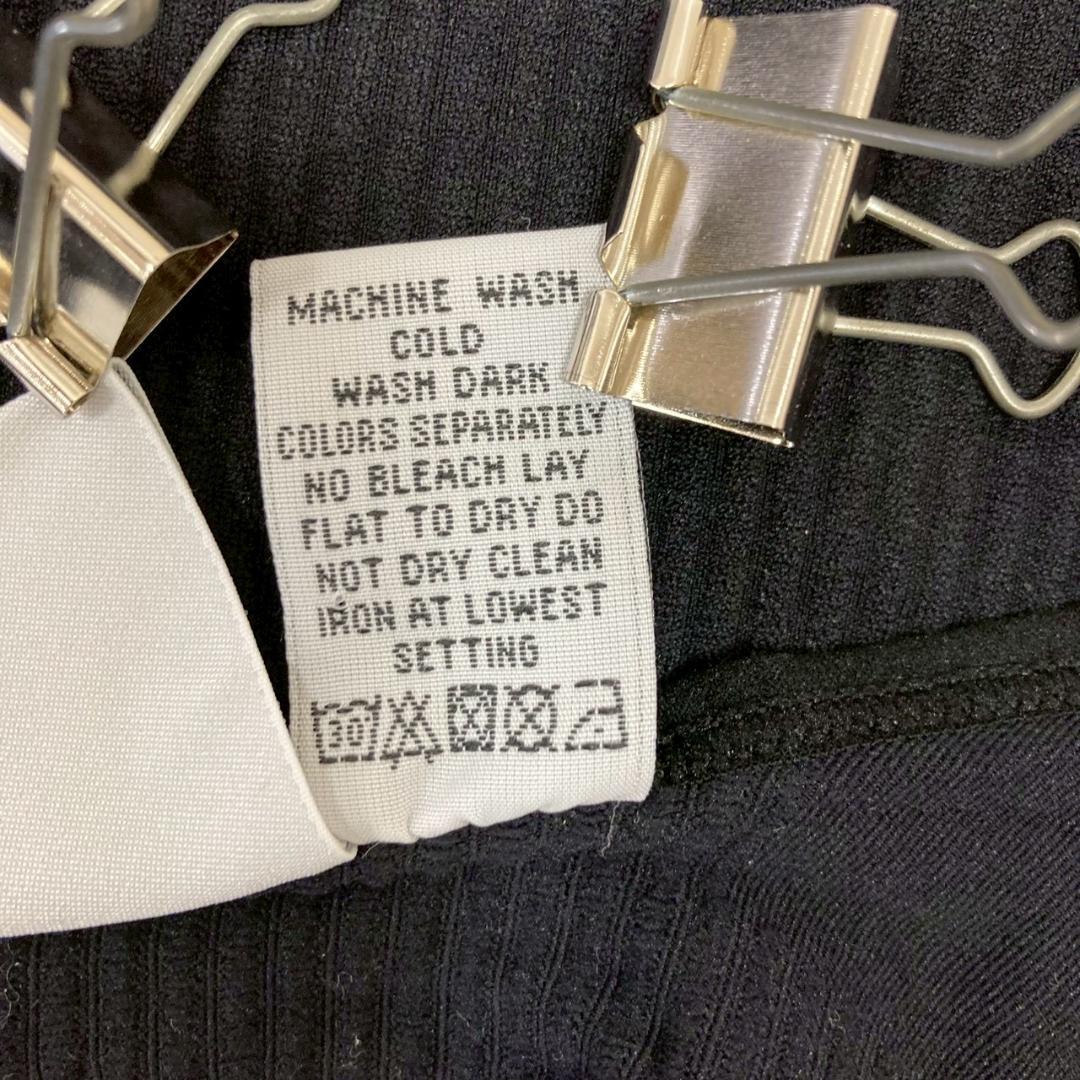 MACHINE WASH
COLD
WASH DARK
COLORS SEPARATELY
NO BLEACH LAY
FLAT TO DRY DO
NOT DRY CLEAN
IRON AT LOWEST
SETTING
30